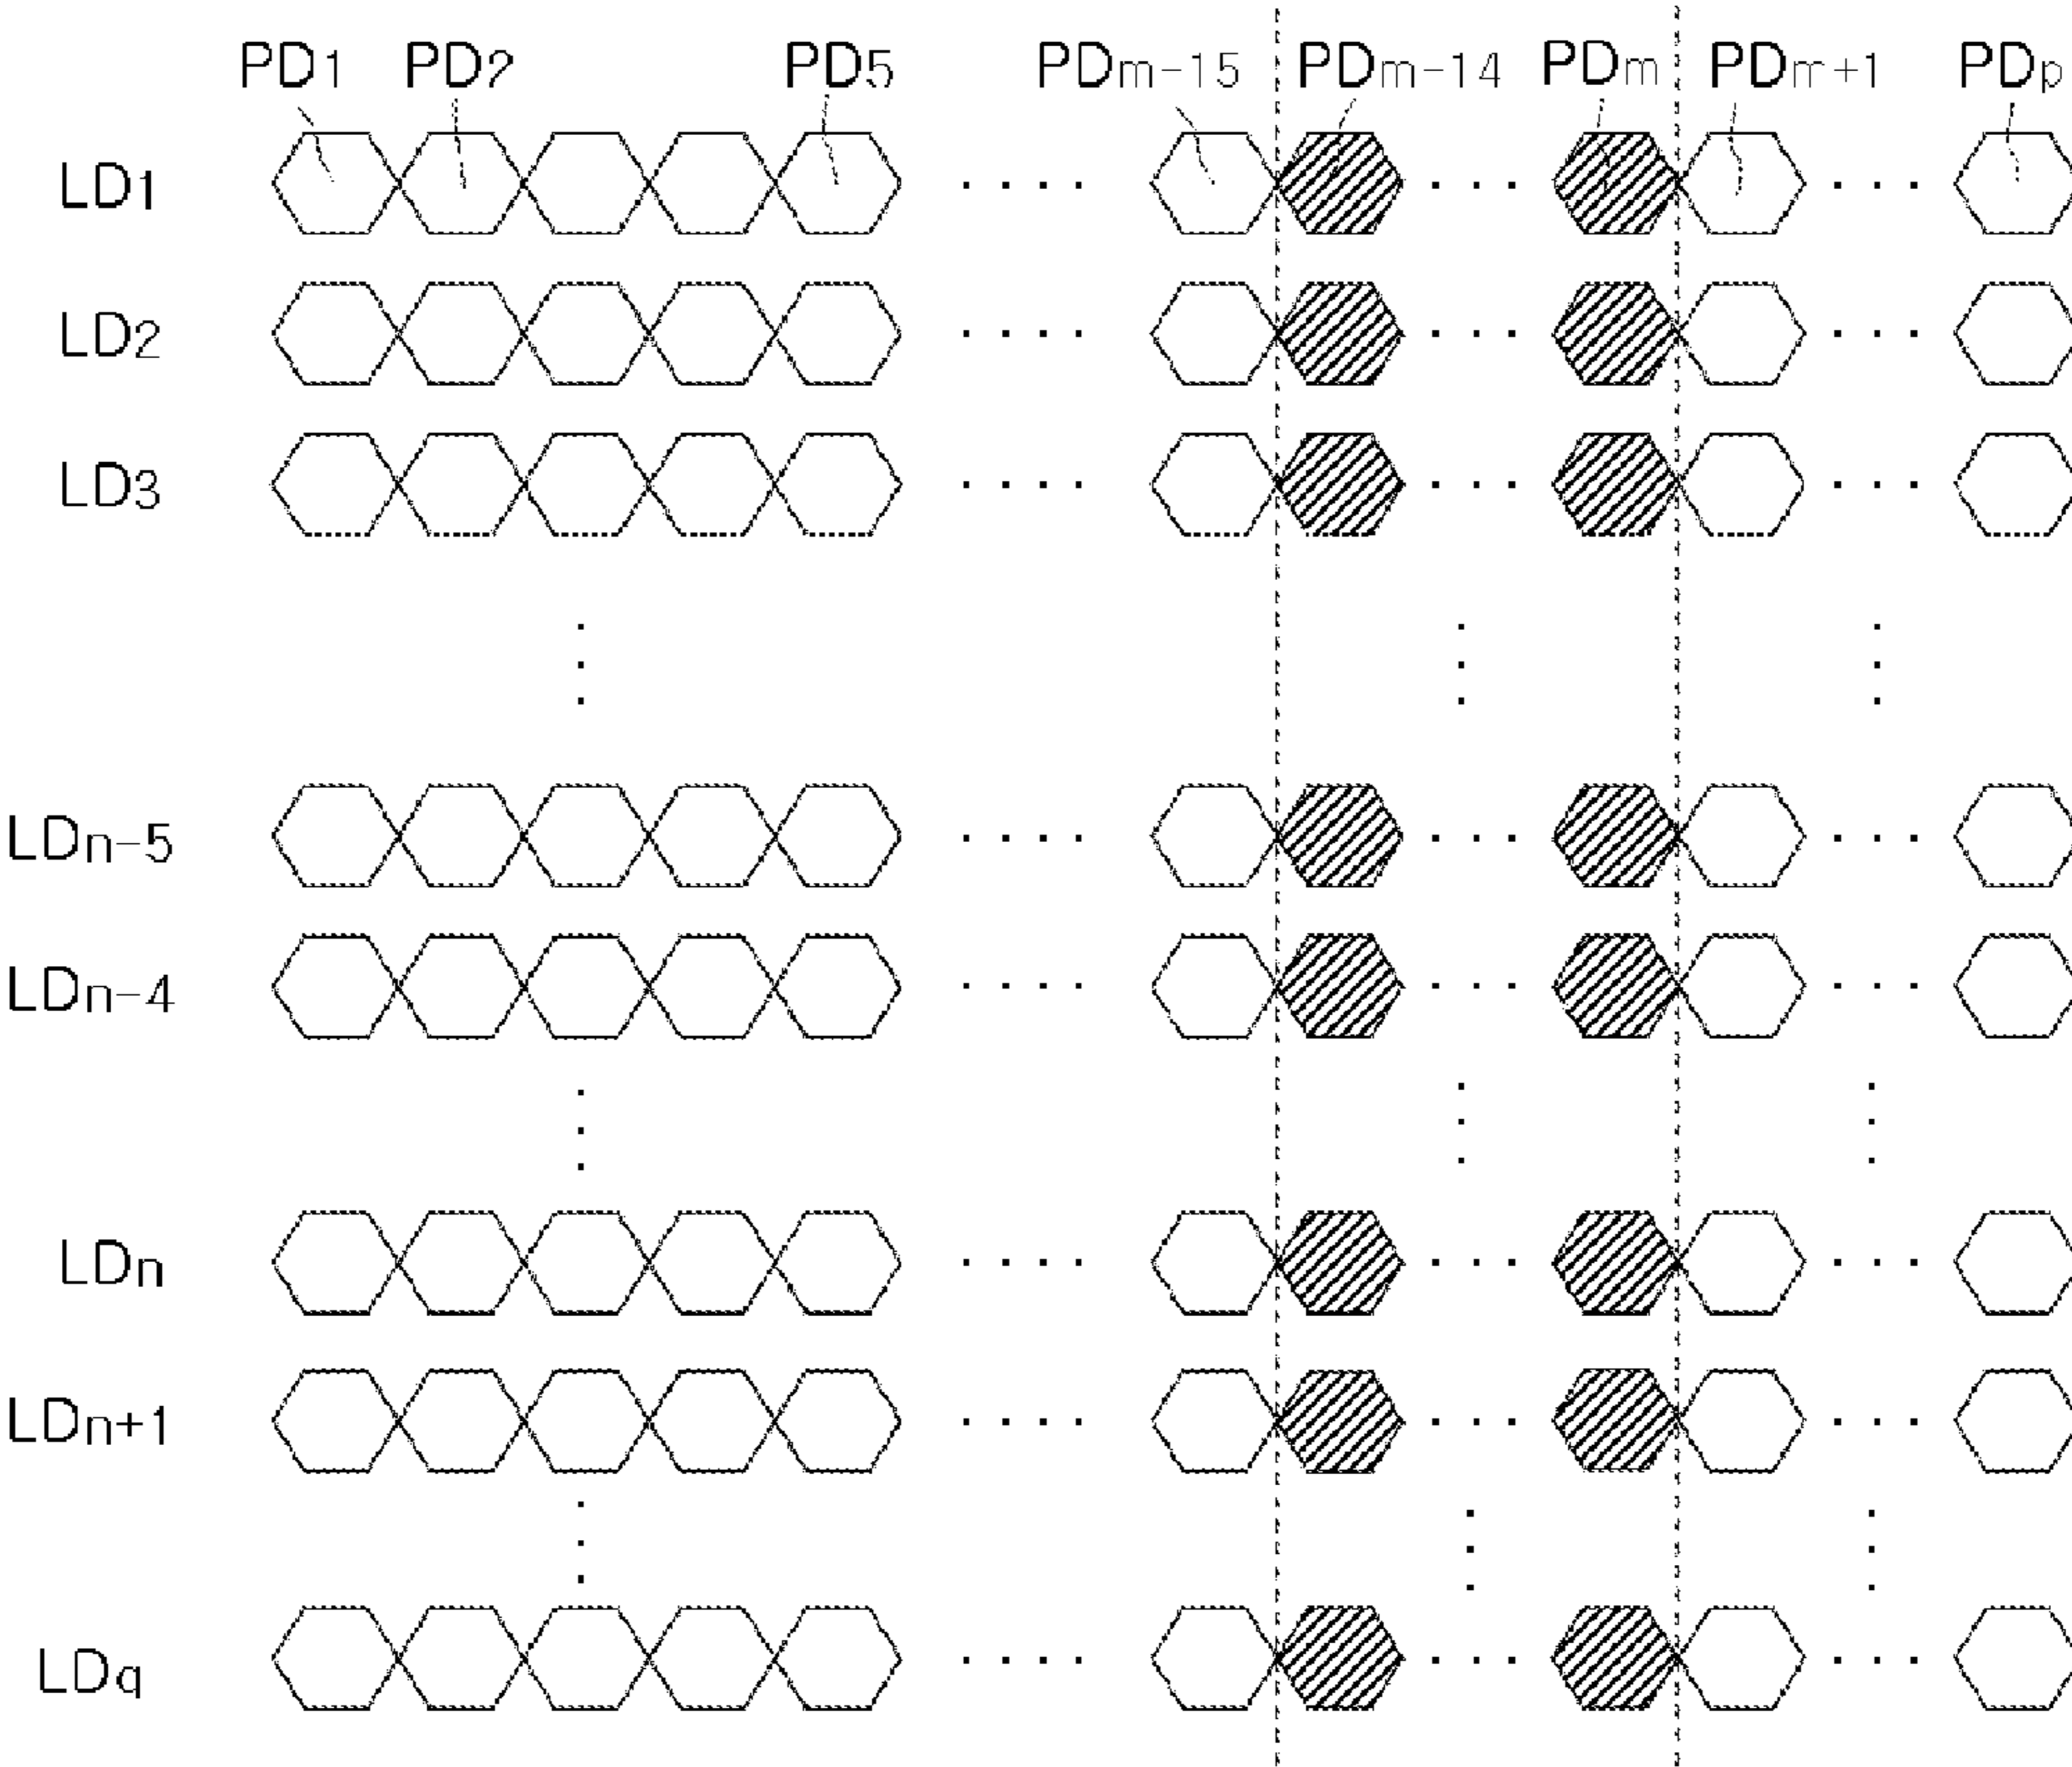 PD1 PD2 PD5 PDm-15 PDm-14 PDm PDm+1 PDp
LD1
LD2
LD3
LDn-5
LDn-4
LDn
LDn+1
LDq